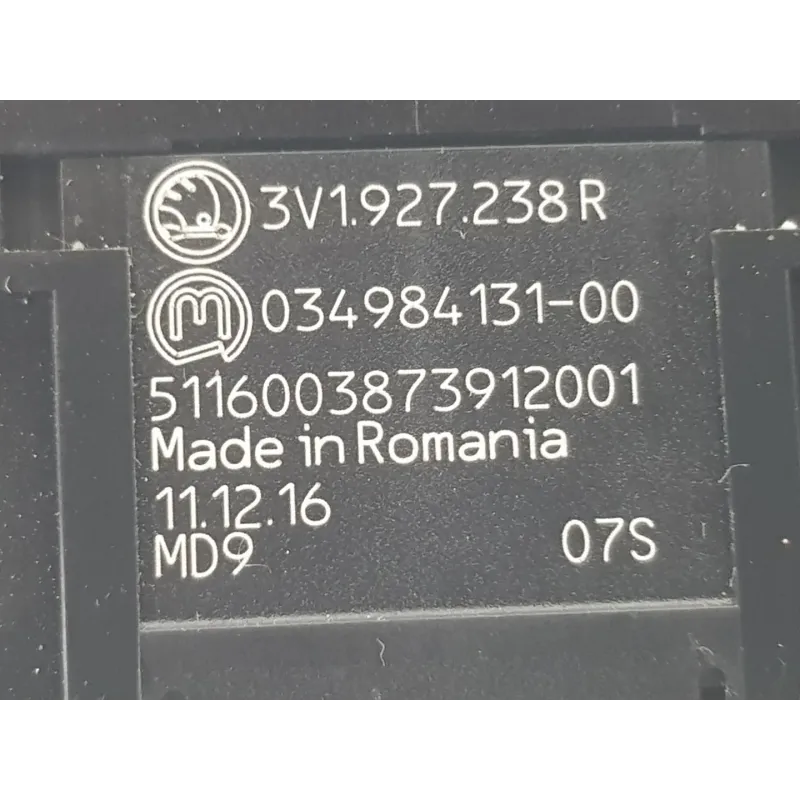 3V1.927.238 R
034984131-00
5116003873912001
Made in Romania
11.12.16
MD9 07S